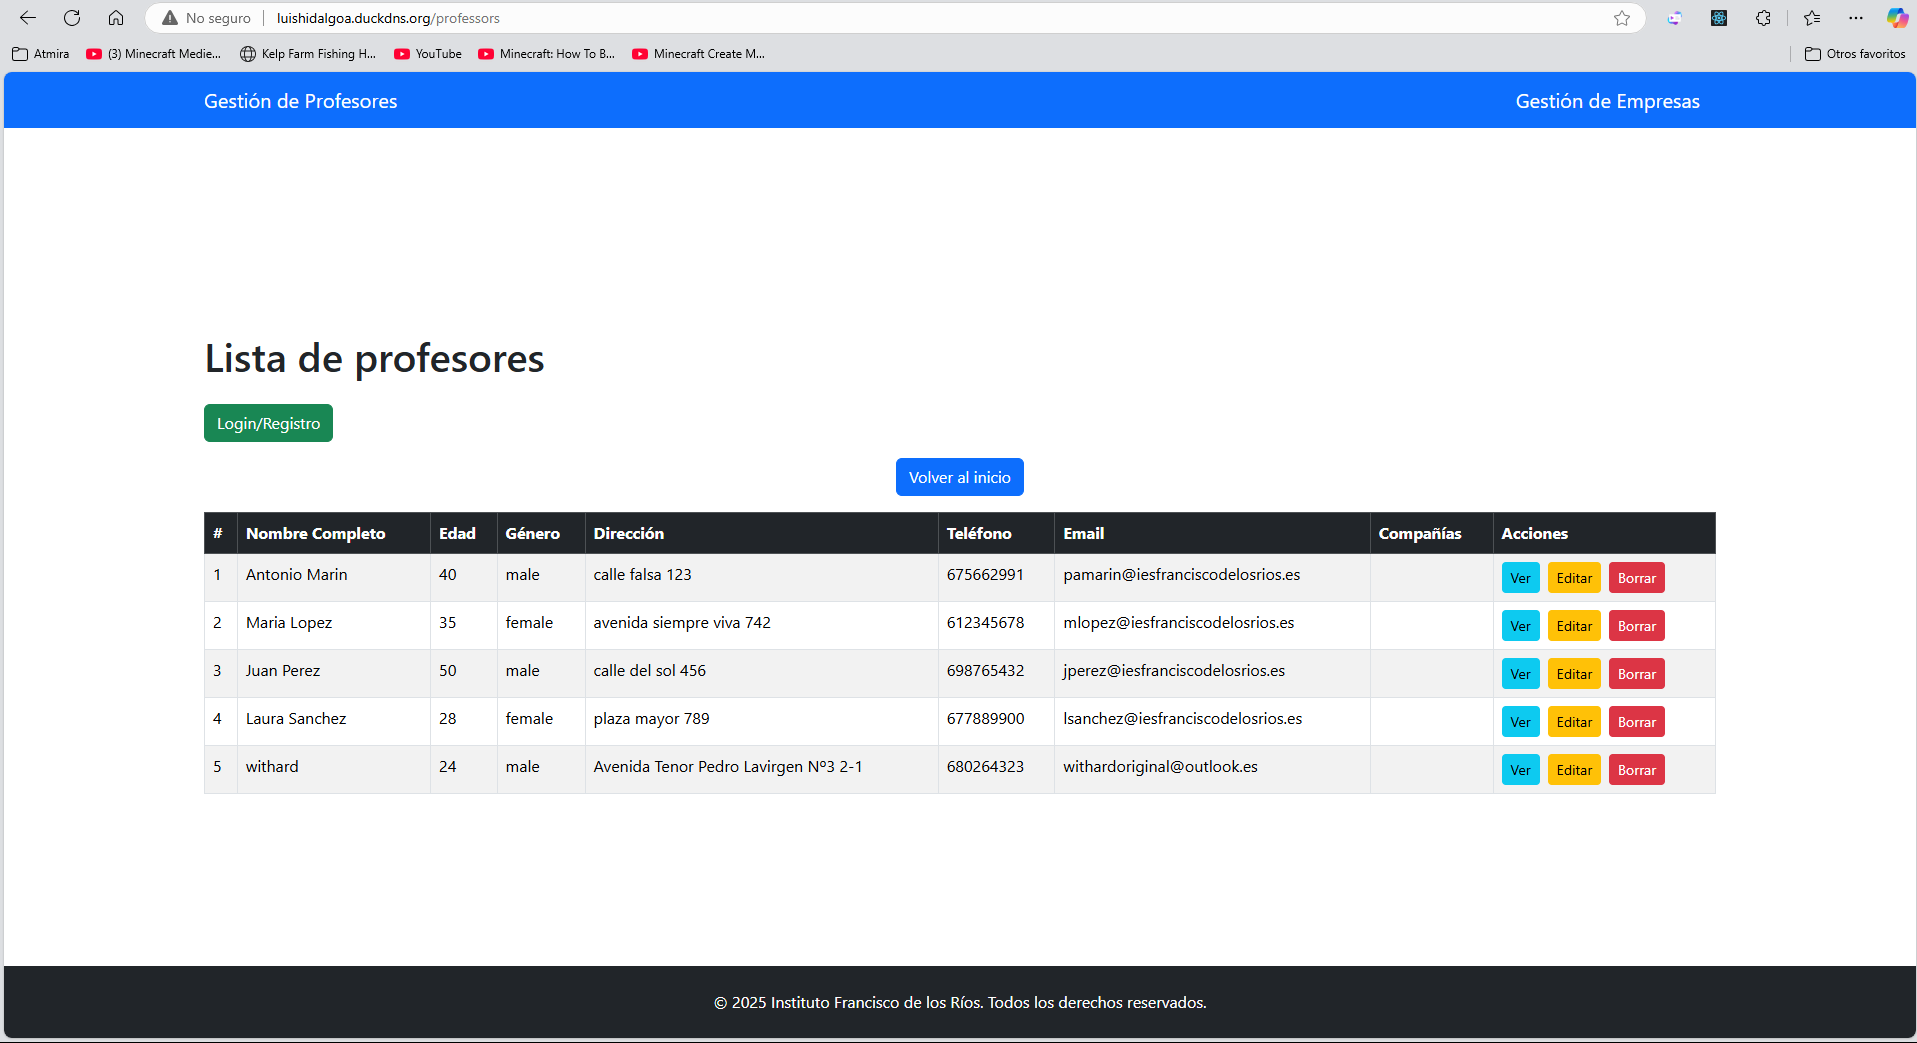 No seguro luishidalgoa.duckdns.org/professors
Atmira (3) Minecraft Medie... Kelp Farm Fishing H... YouTube Minecraft: How To B... Minecraft Create M... Otros favoritos
Gestión de Profesores Gestión de Empresas
Lista de profesores
Login/Registro
Volver al inicio
# Nombre Completo Edad Género Dirección Teléfono Email Compañías Acciones
1 Antonio Marin 40 male calle falsa 123 675662991 pamarin@iesfranciscodelosrios.es Ver Editar Borrar
2 Maria Lopez 35 female avenida siempre viva 742 612345678 mlopez@iesfranciscodelosrios.es Ver Editar Borrar
3 Juan Perez 50 male calle del sol 456 698765432 jperez@iesfranciscodelosrios.es Ver Editar Borrar
4 Laura Sanchez 28 female plaza mayor 789 677889900 lsanchez@iesfranciscodelosrios.es Ver Editar Borrar
5 withard 24 male Avenida Tenor Pedro Lavirgen Nº3 2-1 680264323 withardoriginal@outlook.es Ver Editar Borrar
© 2025 Instituto Francisco de los Ríos. Todos los derechos reservados.